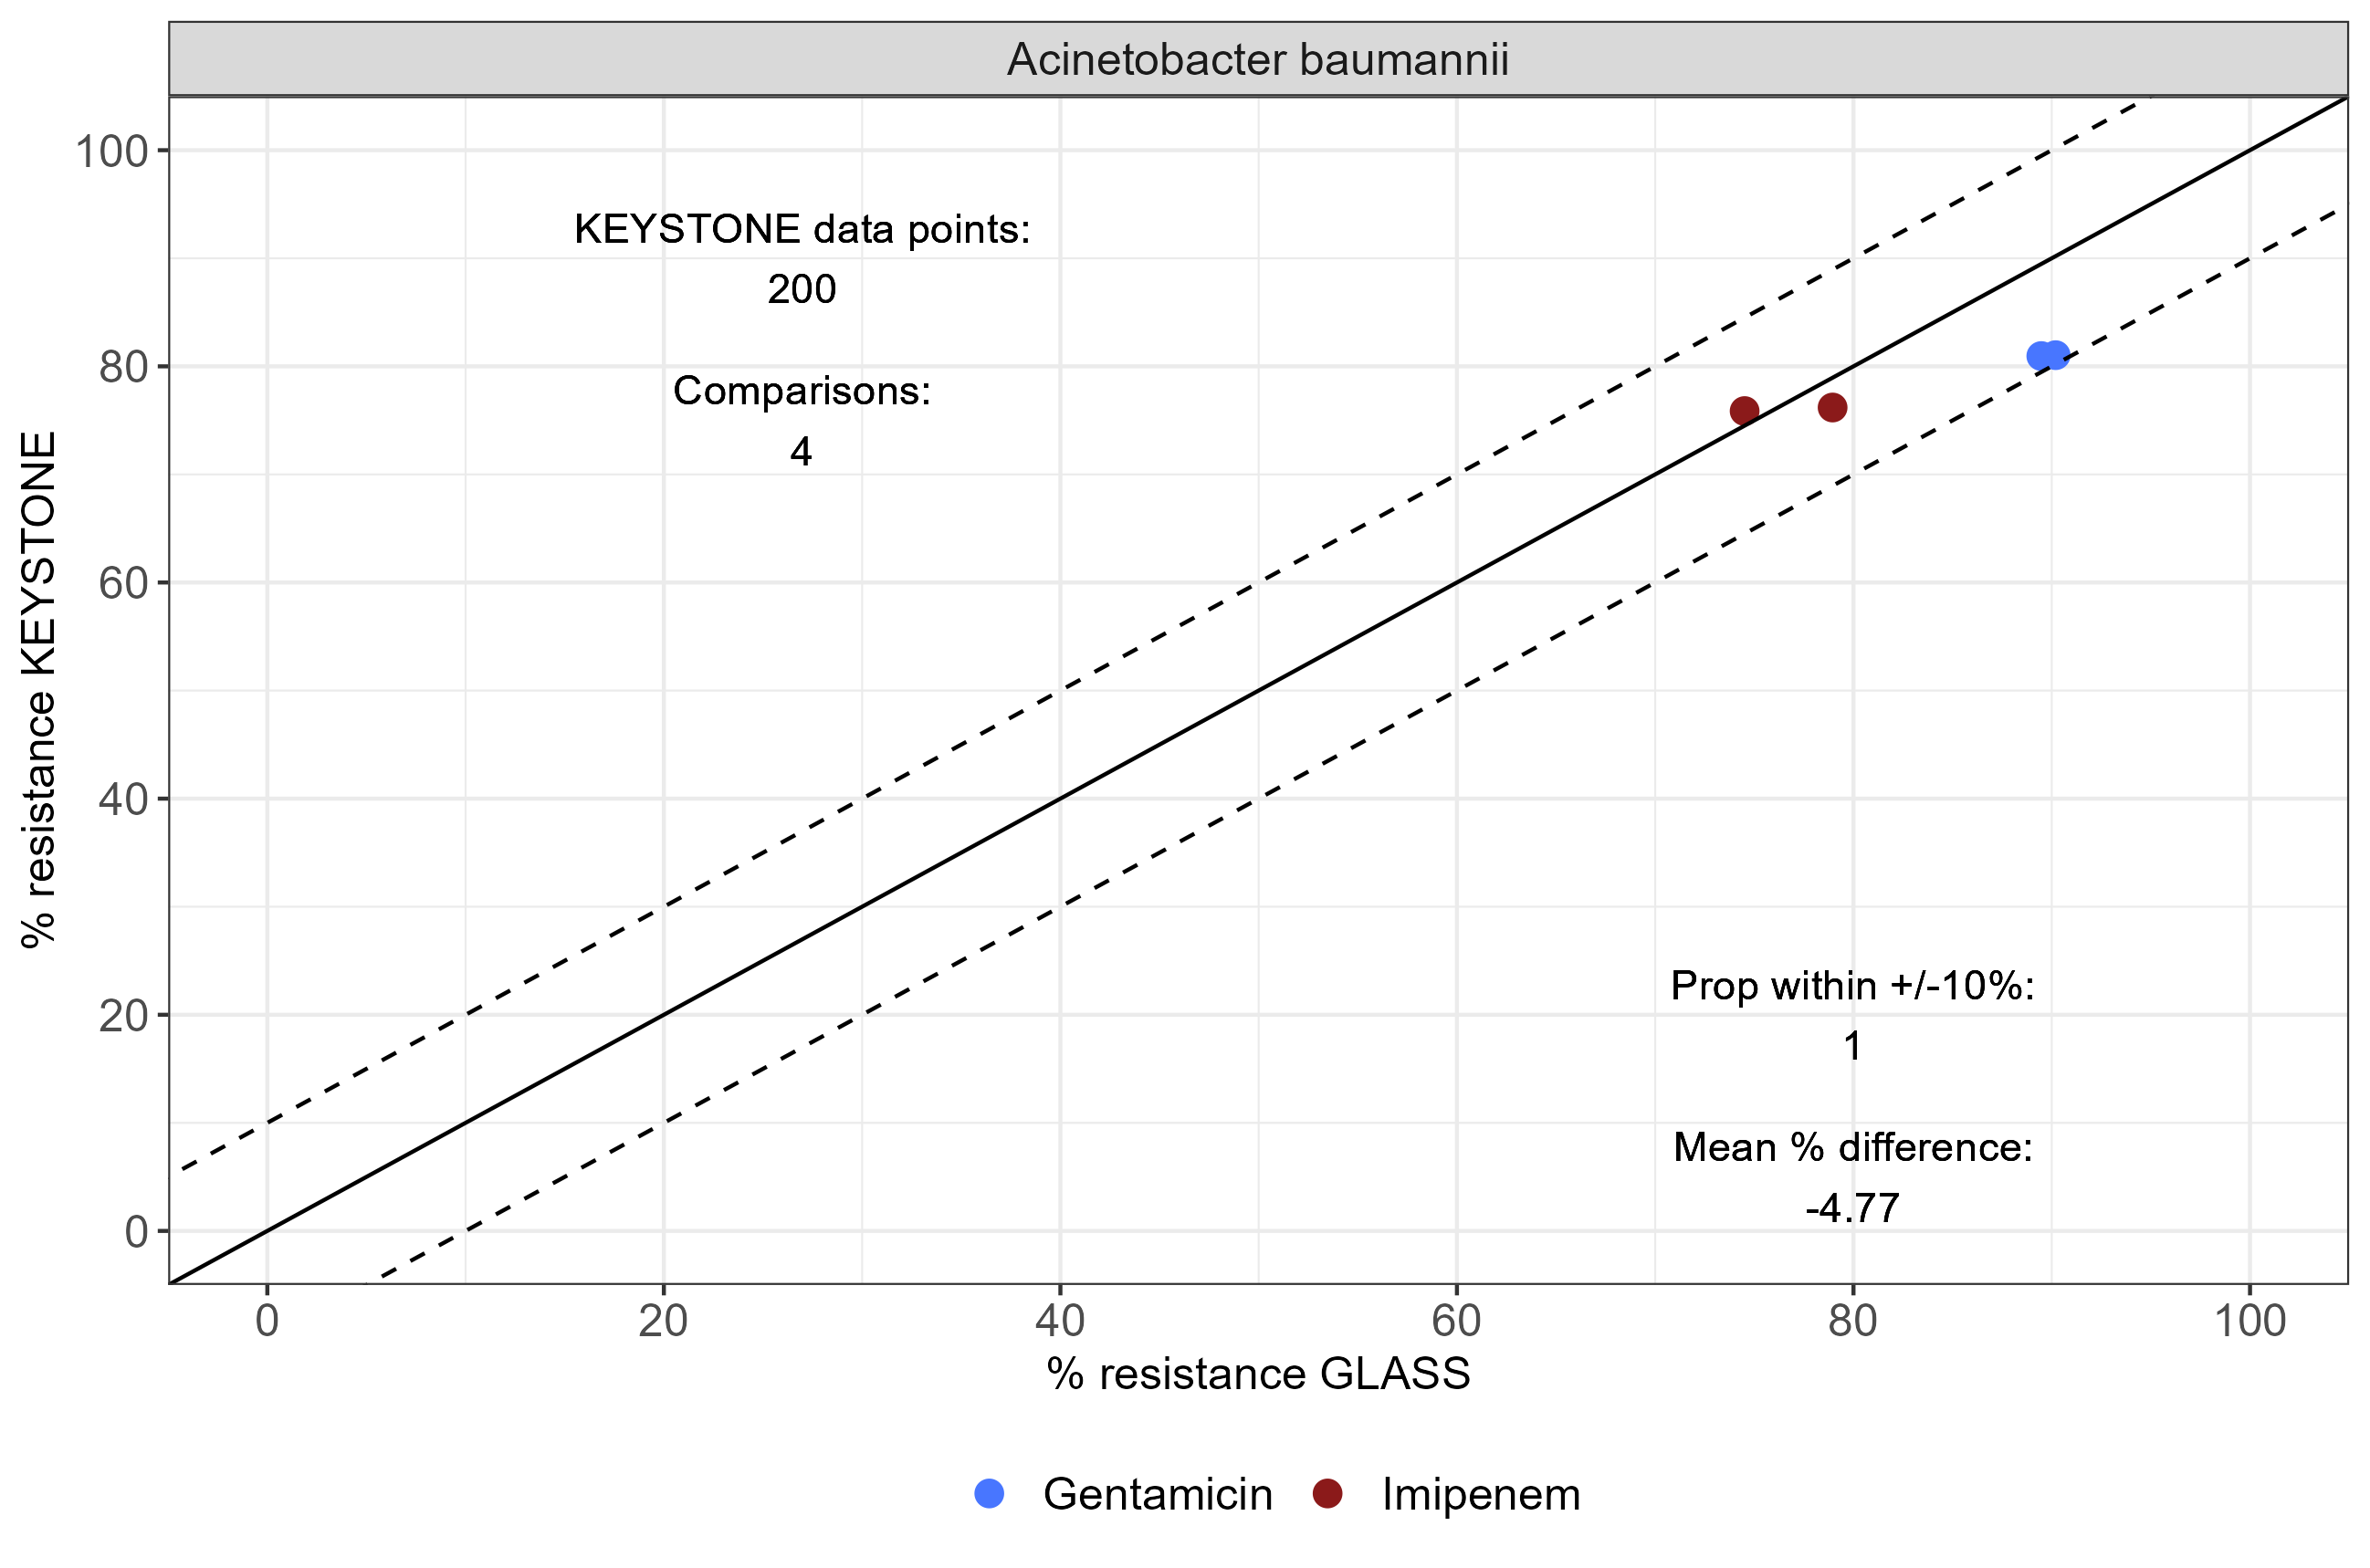 Acinetobacter baumannii
% resistance KEYSTONE
100
80
60
40
20
0
KEYSTONE data points:
200
Comparisons:
4
Prop within +/-10%:
1
Mean % difference:
-4.77
0
20
40
60
80
100
% resistance GLASS
Gentamicin
Imipenem